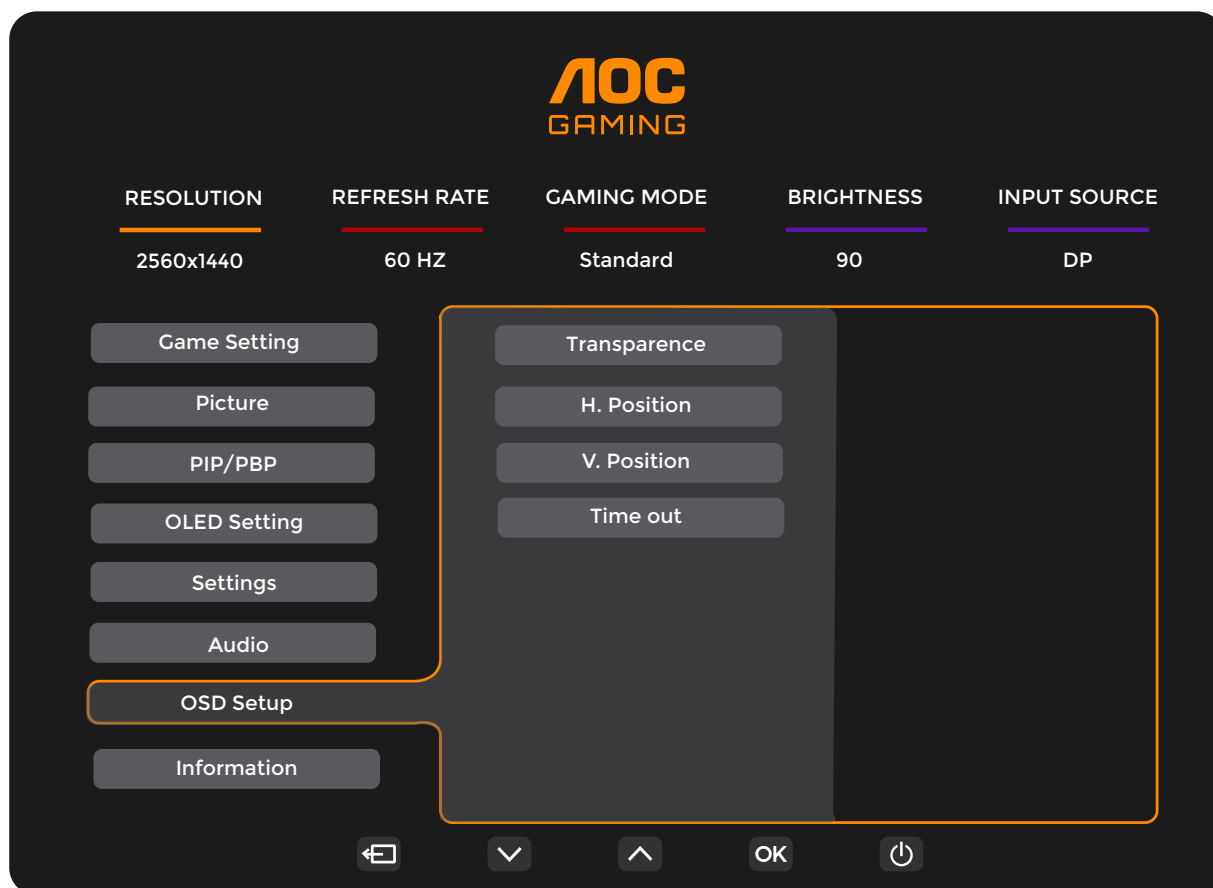 AOC
GAMING
RESOLUTION REFRESH RATE GAMING MODE BRIGHTNESS INPUT SOURCE
2560x1440 60 HZ Standard 90 DP
Game Setting
Picture
PIP/PBP
OLED Setting
Settings
Audio
OSD Setup
Information
Transparence
H. Position
V. Position
Time out
OK